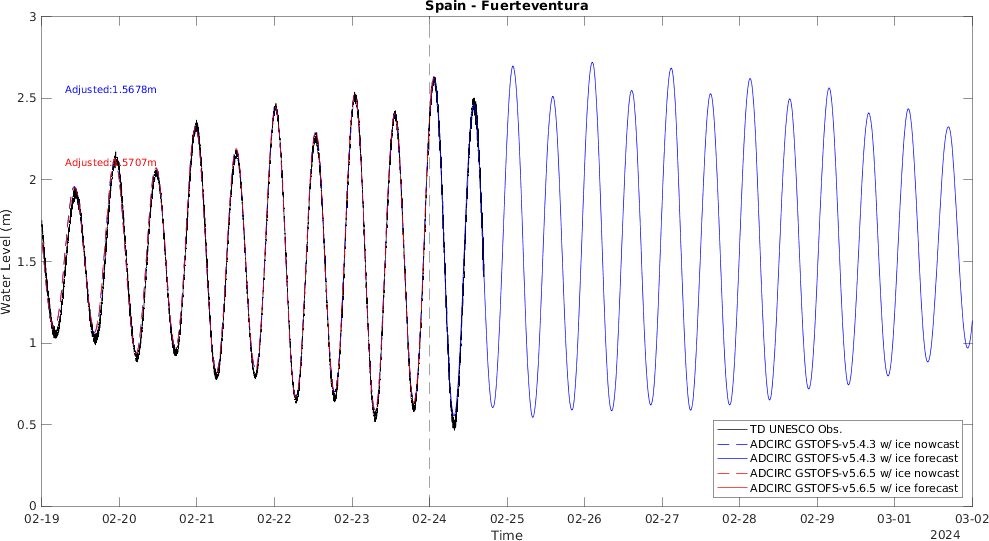 Spain - Fuerteventura
3
2.5
2
1.5
1
0.5
0
Water Level (m)
Adjusted:1.5678m
Adjusted:1.5707m
TD UNESCO Obs.
ADCIRC GSTOFS-v5.4.3 w/ ice nowcast
ADCIRC GSTOFS-v5.4.3 w/ ice forecast
ADCIRC GSTOFS-v5.6.5 w/ ice nowcast
ADCIRC GSTOFS-v5.6.5 w/ ice forecast
02-19 02-20 02-21 02-22 02-23 02-24 02-25 02-26 02-27 02-28 02-29 03-01 03-02
Time
2024